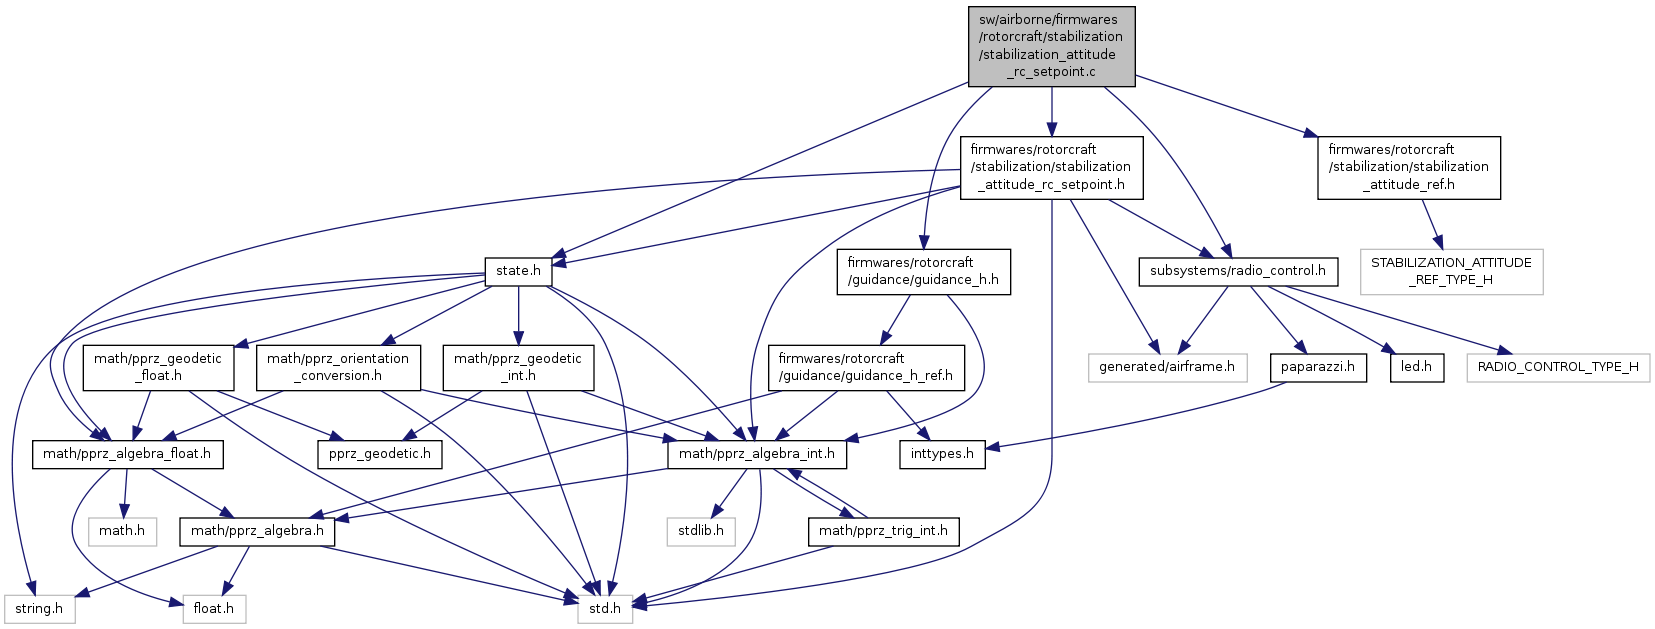 sw/airborne/firmwares
/rotorcraft/stabilization
/stabilization_attitude
_rc_setpoint.c
firmwares/rotorcraft
/stabilization/stabilization
_attitude_rc_setpoint.h
firmwares/rotorcraft
/stabilization/stabilization
_attitude_ref.h
state.h
firmwares/rotorcraft
/guidance/guidance_h.h
subsystems/radio_control.h
STABILIZATION_ATTITUDE
_REF_TYPE_H
math/pprz_geodetic
_float.h
math/pprz_orientation
_conversion.h
math/pprz_geodetic
_int.h
firmwares/rotorcraft
/guidance/guidance_h_ref.h
generated/airframe.h
paparazzi.h
led.h
RADIO_CONTROL_TYPE_H
math/pprz_algebra_float.h
pprz_geodetic.h
math/pprz_algebra_int.h
inttypes.h
math.h
math/pprz_algebra.h
stdlib.h
math/pprz_trig_int.h
string.h
float.h
std.h